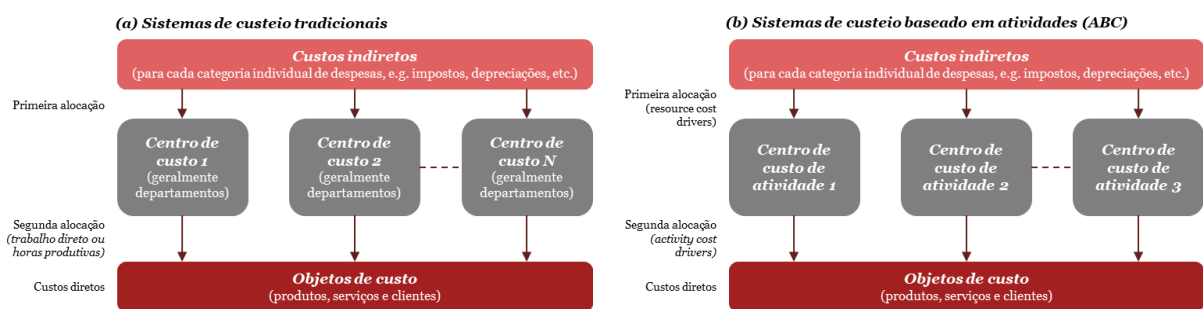 (a) Sistemas de custeio tradicionais
Custos indiretos
(para cada categoria individual de despesas, e.g. impostos, depreciações, etc.)
Primeira alocação
Centro de
custo 1
(geralmente
departamentos)
Centro de
custo 2
(geralmente
departamentos)
Centro de
custo N
(geralmente
departamentos)
Segunda alocação
(trabalho direto ou
horas produtivas)
Custos diretos
Objetos de custo
(produtos, serviços e clientes)
(b) Sistemas de custeio baseado em atividades (ABC)
Custos indiretos
(para cada categoria individual de despesas, e.g. impostos, depreciações, etc.)
Primeira alocação
(resource cost
drivers)
Centro de
custo de
atividade 1
Centro de
custo de
atividade 2
Centro de
custo de
atividade 3
Segunda alocação
(activity cost
drivers)
Custos diretos
Objetos de custo
(produtos, serviços e clientes)